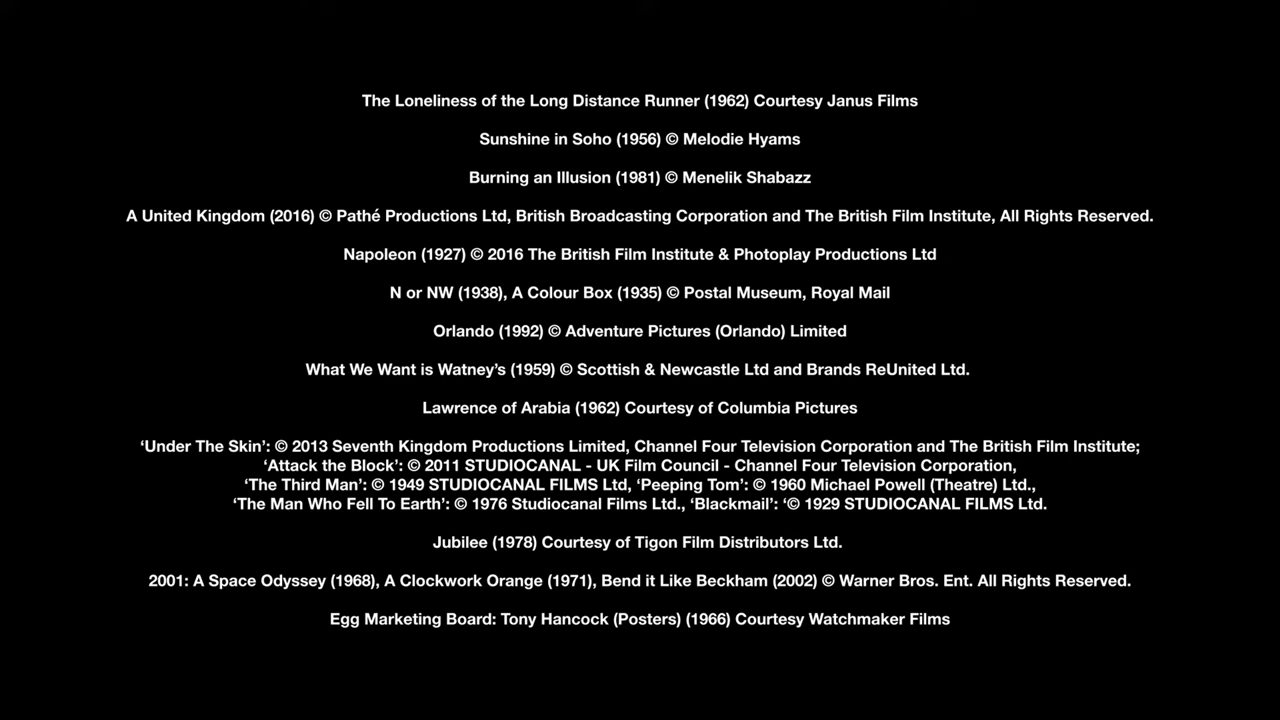 The Loneliness of the Long Distance Runner (1962) Courtesy Janus Films
Sunshine in Soho (1956) © Melodie Hyams
Burning an Illusion (1981) © Menelik Shabazz
A United Kingdom (2016) © Pathé Productions Ltd, British Broadcasting Corporation and The British Film Institute, All Rights Reserved.
Napoleon (1927) © 2016 The British Film Institute & Photoplay Productions Ltd
N or NW (1938), A Colour Box (1935) © Postal Museum, Royal Mail
Orlando (1992) © Adventure Pictures (Orlando) Limited
What We Want is Watney’s (1959) © Scottish & Newcastle Ltd and Brands ReUnited Ltd.
Lawrence of Arabia (1962) Courtesy of Columbia Pictures
‘Under The Skin’: © 2013 Seventh Kingdom Productions Limited, Channel Four Television Corporation and The British Film Institute;
‘Attack the Block’: © 2011 STUDIOCANAL - UK Film Council - Channel Four Television Corporation,
‘The Third Man’: © 1949 STUDIOCANAL FILMS Ltd, ‘Peeping Tom’: © 1960 Michael Powell (Theatre) Ltd.,
‘The Man Who Fell To Earth’: © 1976 Studiocanal Films Ltd., ‘Blackmail’: ‘© 1929 STUDIOCANAL FILMS Ltd.
Jubilee (1978) Courtesy of Tigon Film Distributors Ltd.
2001: A Space Odyssey (1968), A Clockwork Orange (1971), Bend it Like Beckham (2002) © Warner Bros. Ent. All Rights Reserved.
Egg Marketing Board: Tony Hancock (Posters) (1966) Courtesy Watchmaker Films